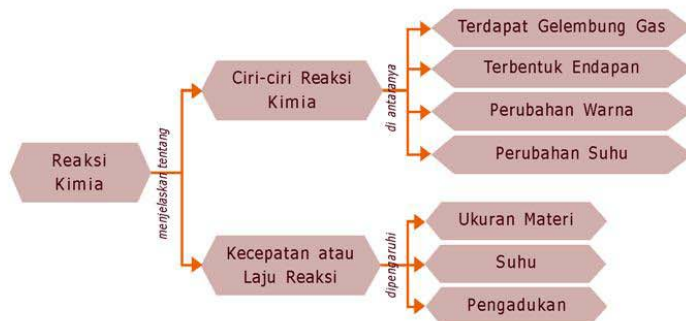 Reaksi
Kimia
menjelaskan tentang
Ciri-ciri Reaksi
Kimia
di antaranya
Terdapat Gelembung Gas
Terbentuk Endapan
Perubahan Warna
Perubahan Suhu
Kecepatan atau
Laju Reaksi
dipengaruhi
Ukuran Materi
Suhu
Pengadukan